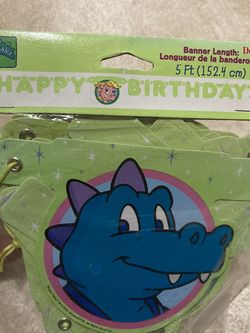 Banner Length:
Longueur de la bandero
5 Ft (152.4 cm)
HAPPY BIRTHDAY